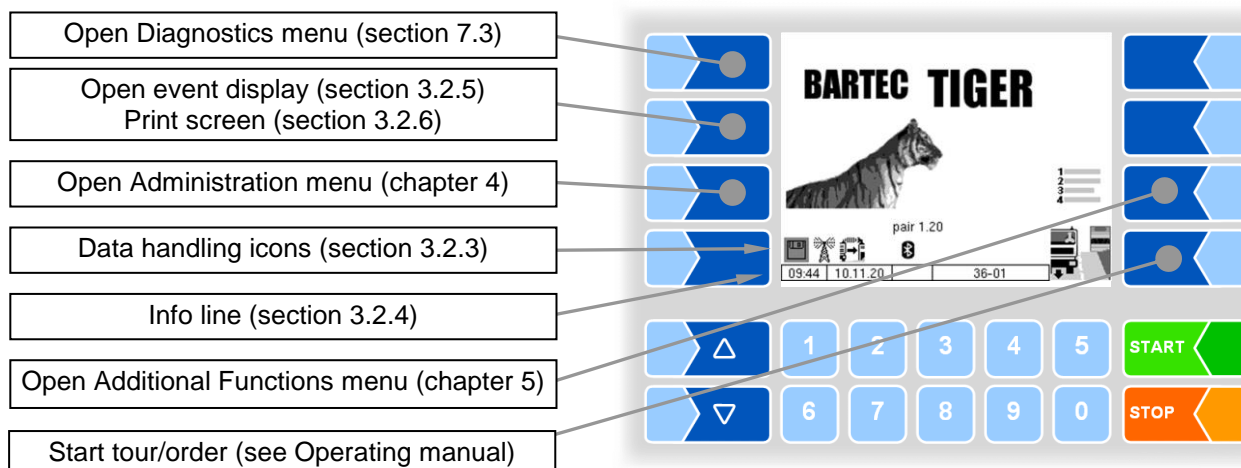 Open Diagnostics menu (section 7.3)
Open event display (section 3.2.5)
Print screen (section 3.2.6)
Open Administration menu (chapter 4)
Data handling icons (section 3.2.3)
Info line (section 3.2.4)
Open Additional Functions menu (chapter 5)
Start tour/order (see Operating manual)
BARTEC TIGER
1
2
3
4
pair 1.20
09:44 10.11.20 36-01
1 2 3 4 5 START
6 7 8 9 0 STOP